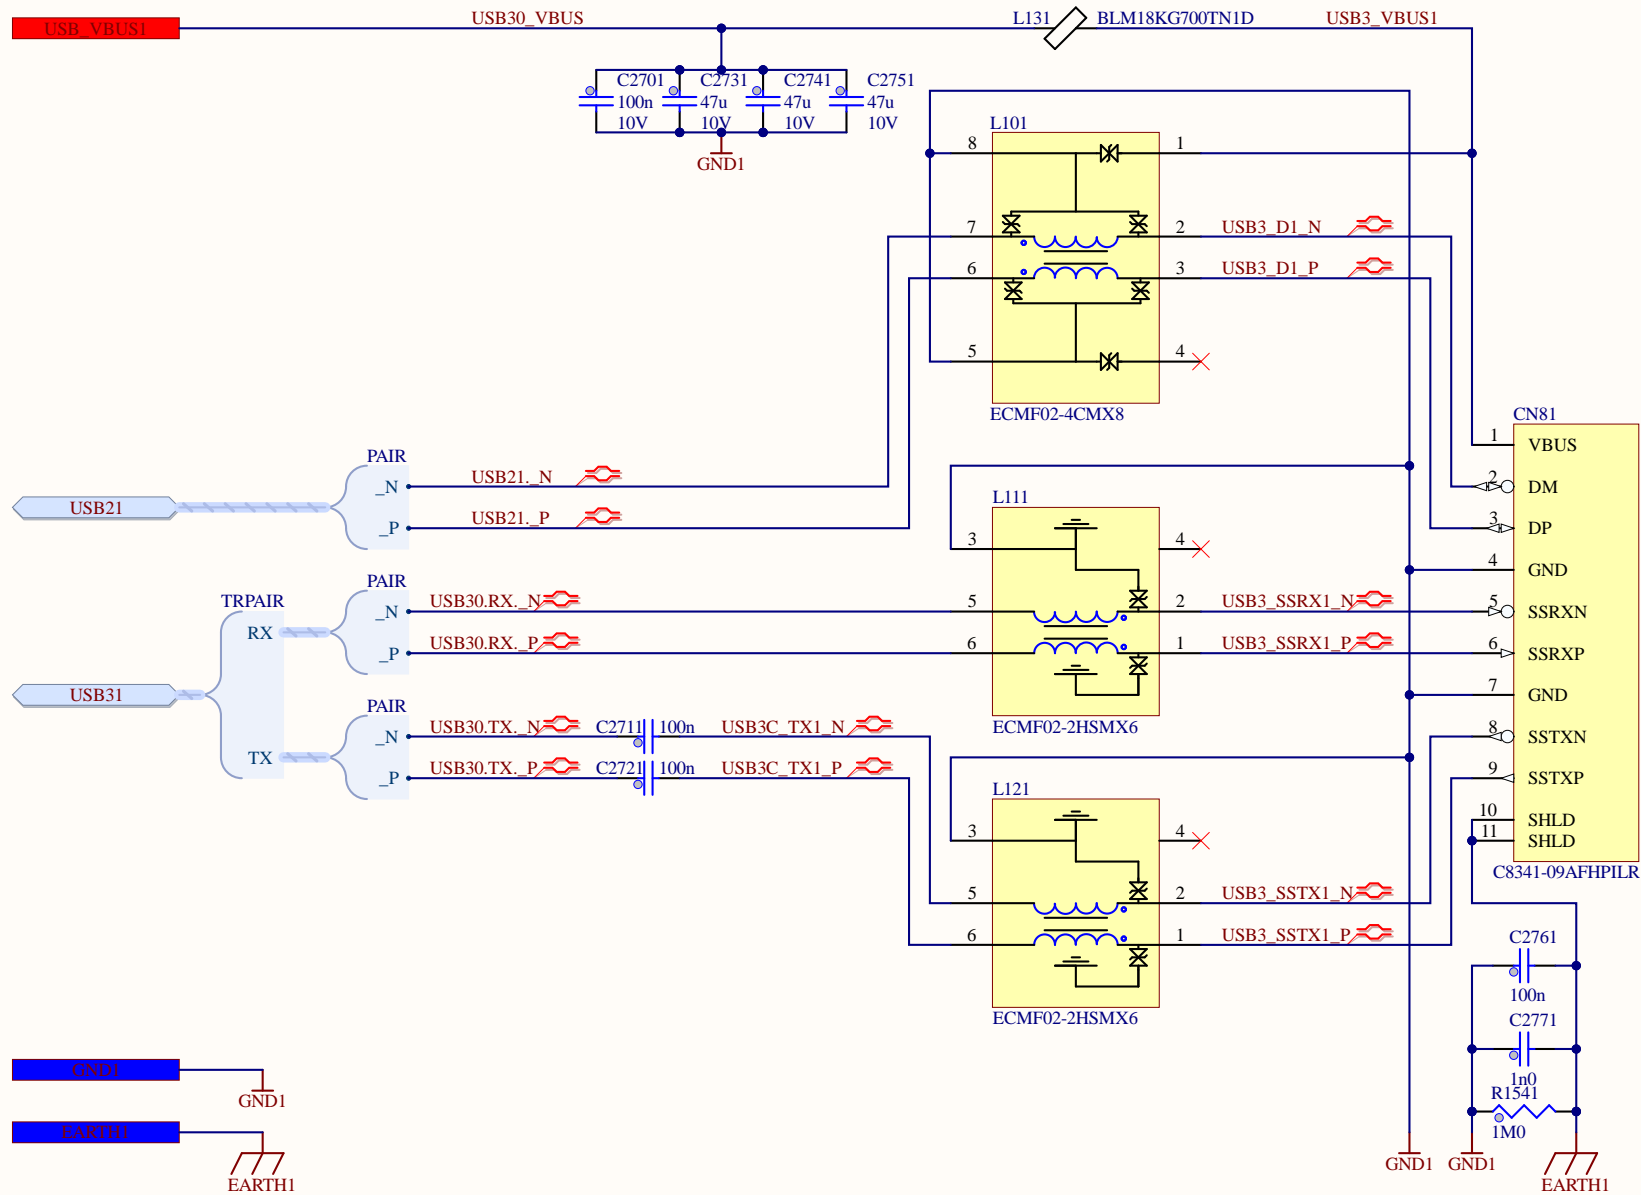 USB_VBUS1
USB30_VBUS
L131
BLM18KG700TN1D
USB3_VBUS1
C2701
100n
10V
C2731
47u
10V
C2741
47u
10V
C2751
47u
10V
GND1
L101
8
1
7
2
USB3_D1_N
6
3
USB3_D1_P
5
4
ECMF02-4CMX8
CN81
1
VBUS
2
DM
3
DP
4
GND
5
SSRXN
6
SSRXP
7
GND
8
SSTXN
9
SSTXP
10
SHLD
11
SHLD
C8341-09AFHPILR
PAIR
_N
USB21._N
USB21
_P
USB21._P
L111
3
4
5
2
USB3_SSRX1_N
6
1
USB3_SSRX1_P
ECMF02-2HSMX6
TRPAIR
RX
TX
USB31
PAIR
_N
USB30.RX._N
_P
USB30.RX._P
PAIR
_N
USB30.TX._N
C2711
100n
USB3C_TX1_N
_P
USB30.TX._P
C2721
100n
USB3C_TX1_P
L121
3
4
5
2
USB3_SSTX1_N
6
1
USB3_SSTX1_P
ECMF02-2HSMX6
C2761
100n
C2771
1n0
R1541
1M0
GND1
GND1
EARTH1
GND1
GND1
EARTH1
EARTH1